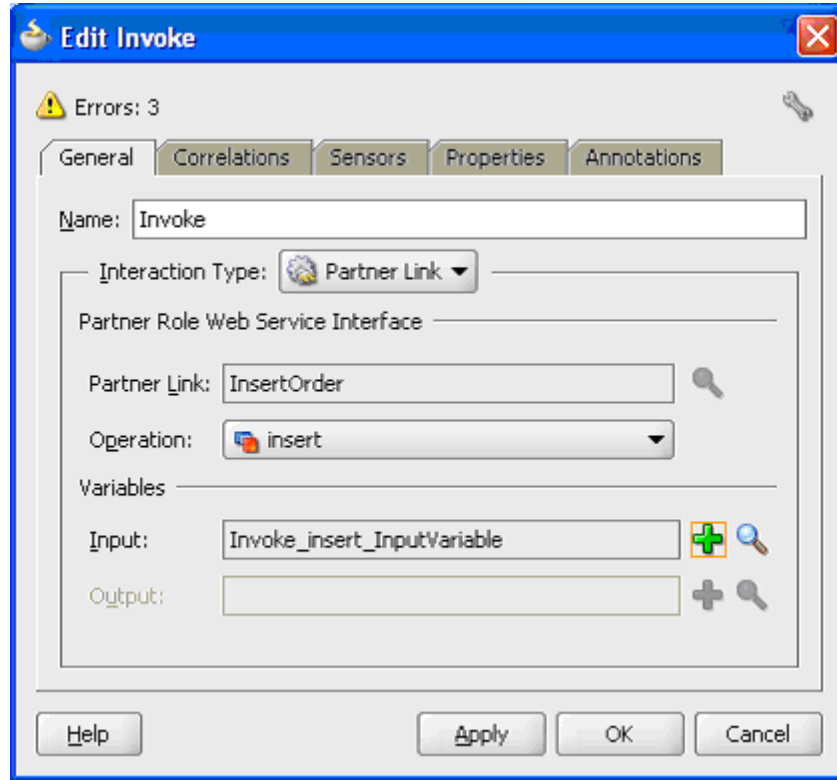 Edit Invoke
Errors: 3
General Correlations Sensors Properties Annotations
Name: Invoke
Interaction Type: Partner Link
Partner Role Web Service Interface
Partner Link: InsertOrder
Operation: insert
Variables
Input: Invoke_insert_InputVariable
Output:
Help Apply OK Cancel